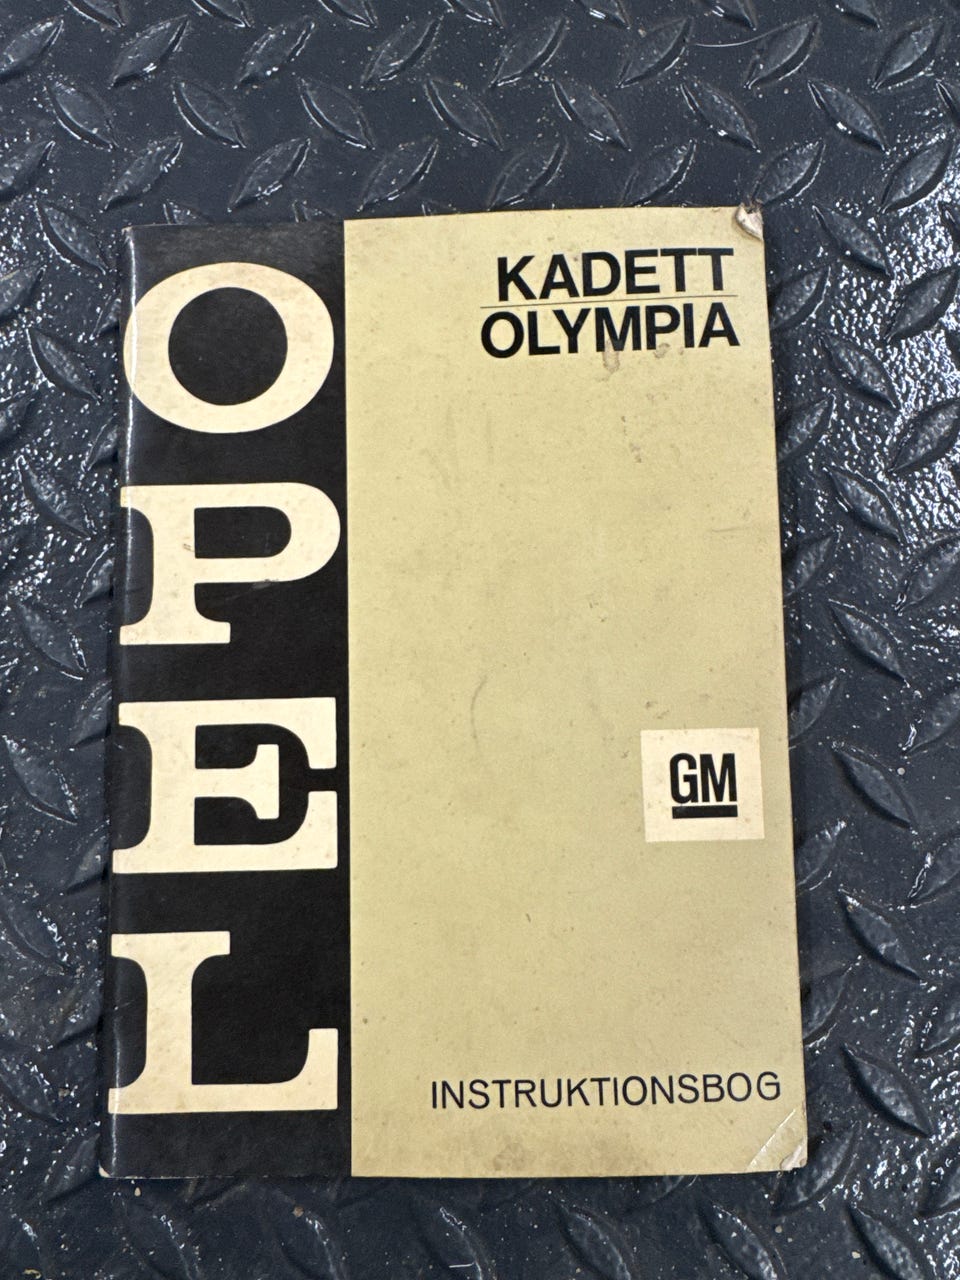 OPEL
KADETT
OLYMPIA
GM
INSTRUKTIONSBOG